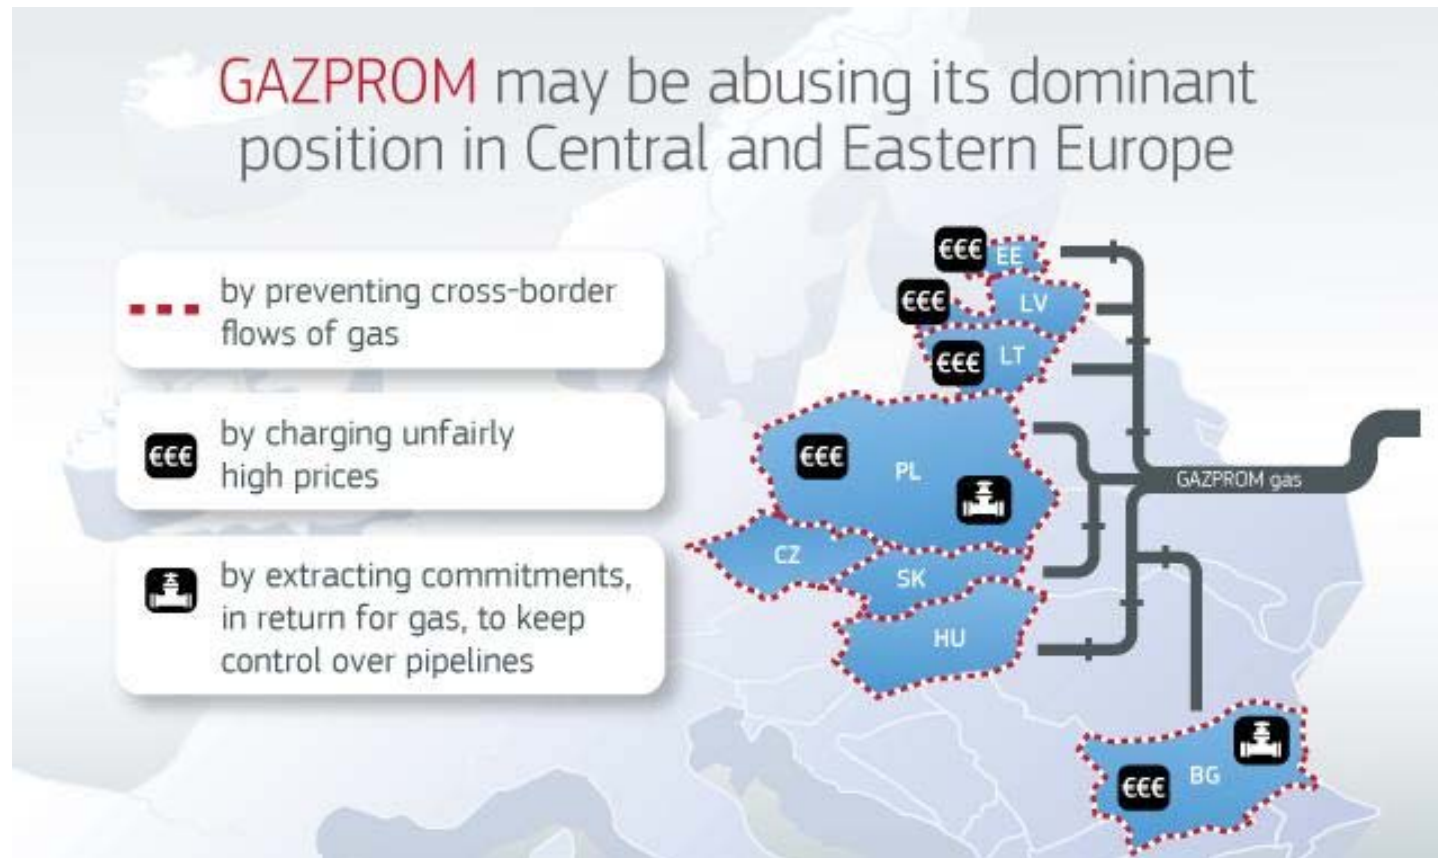 GAZPROM may be abusing its dominant
position in Central and Eastern Europe
by preventing cross-border
flows of gas
€€€
by charging unfairly
high prices
by extracting commitments,
in return for gas, to keep
control over pipelines
€€€ EE
€€€ LV
€€€ LT
€€€ PL
GAZPROM gas
CZ
SK
HU
€€€ BG